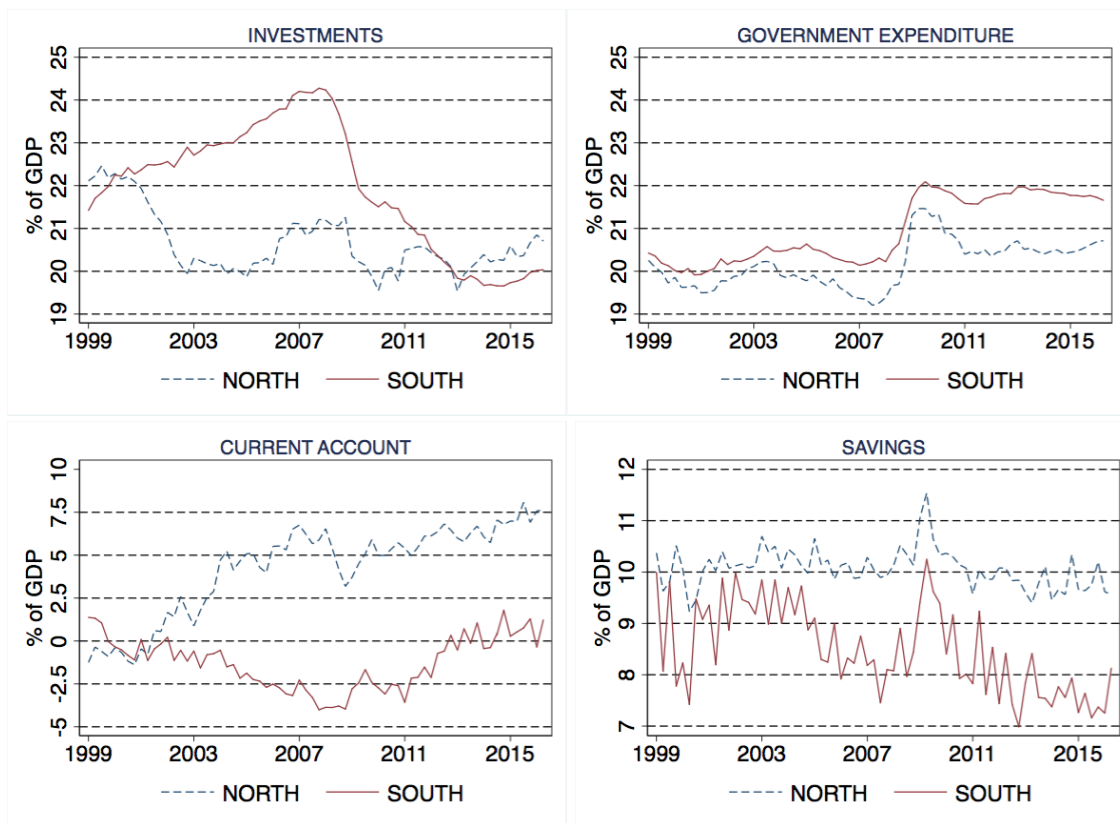 INVESTMENTS
% of GDP
25
24
23
22
21
20
19
1999 2003 2007 2011 2015
NORTH SOUTH
GOVERNMENT EXPENDITURE
% of GDP
25
24
23
22
21
20
19
1999 2003 2007 2011 2015
NORTH SOUTH
CURRENT ACCOUNT
% of GDP
10
7.5
5
2.5
0
-2.5
-5
1999 2003 2007 2011 2015
NORTH SOUTH
SAVINGS
% of GDP
12
11
10
9
8
7
1999 2003 2007 2011 2015
NORTH SOUTH